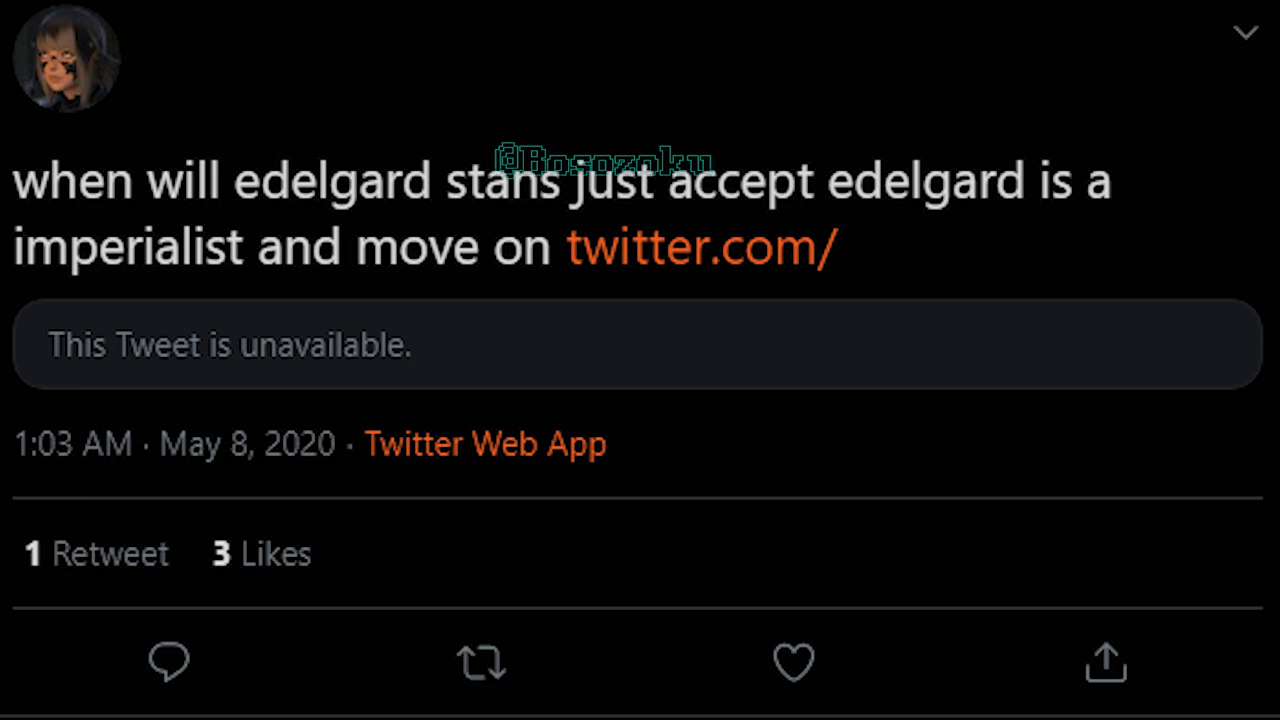 @Bosozoku
when will edelgard stans just accept edelgard is a
imperialist and move on twitter.com/
This Tweet is unavailable.
1:03 AM · May 8, 2020 · Twitter Web App
1 Retweet 3 Likes